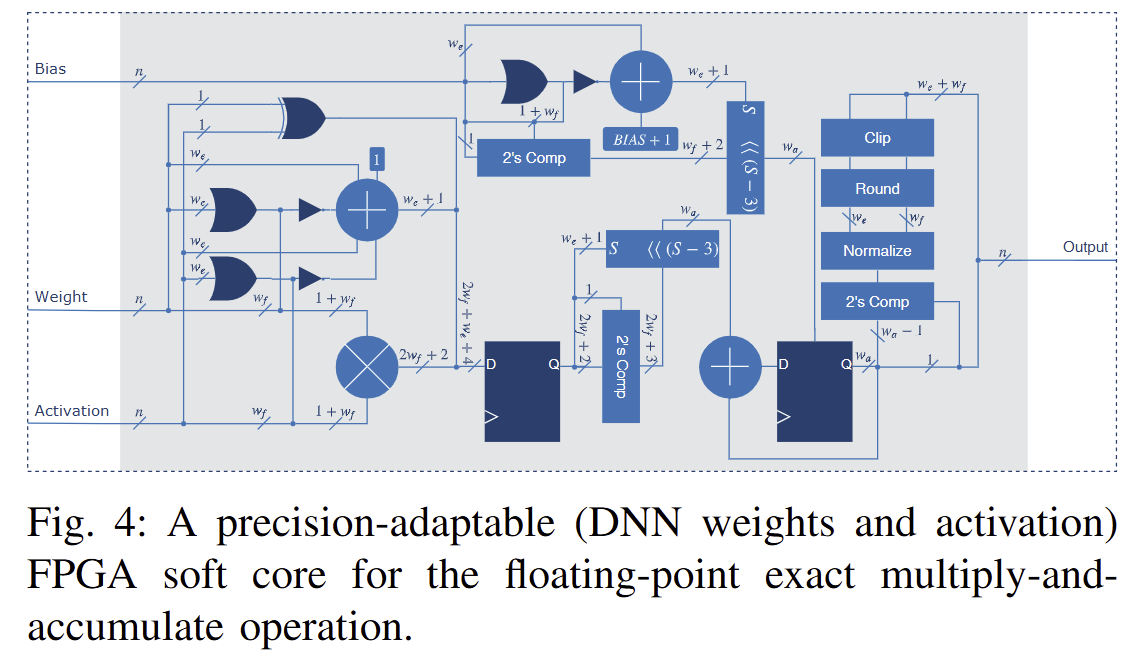 Bias
n
1
1
w_e
w_e
w_e
w_e
1
w_e + 1
Weight
n
w_f
1 + w_f
2w_f + 2
Activation
n
w_f
1 + w_f
2w_f + w_e + 4
D
Q
w_e
1 + w_f
1
2's Comp
BIAS + 1
w_e + 1
w_f + 2
S << (S − 3)
w_a
w_a
w_e + 1
S << (S − 3)
1
2w_f + 2
2's Comp
2w_f + 3
D
Q
w_a
w_a − 1
1
w_e + w_f
Clip
Round
w_e
w_f
Normalize
2's Comp
n
Output
Fig. 4: A precision-adaptable (DNN weights and activation)
FPGA soft core for the floating-point exact multiply-and-
accumulate operation.